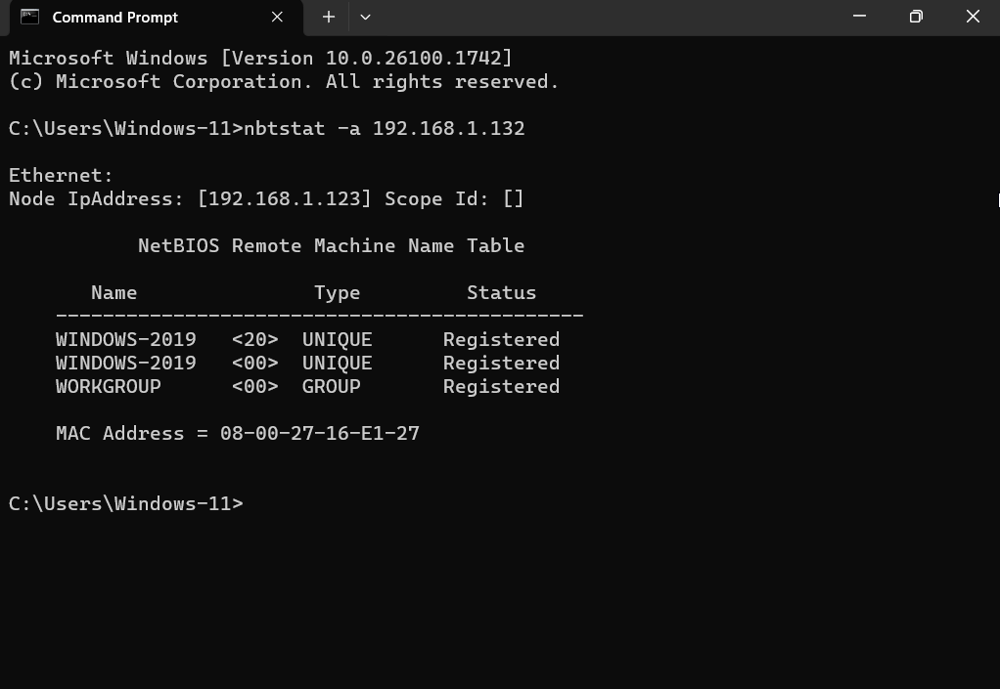 Command Prompt
Microsoft Windows [Version 10.0.26100.1742]
(c) Microsoft Corporation. All rights reserved.
C:\Users\Windows-11>nbtstat -a 192.168.1.132
Ethernet:
Node IpAddress: [192.168.1.123] Scope Id: []
NetBIOS Remote Machine Name Table
Name Type Status
---------------------------------------------
WINDOWS-2019 <20> UNIQUE Registered
WINDOWS-2019 <00> UNIQUE Registered
WORKGROUP <00> GROUP Registered
MAC Address = 08-00-27-16-E1-27
C:\Users\Windows-11>